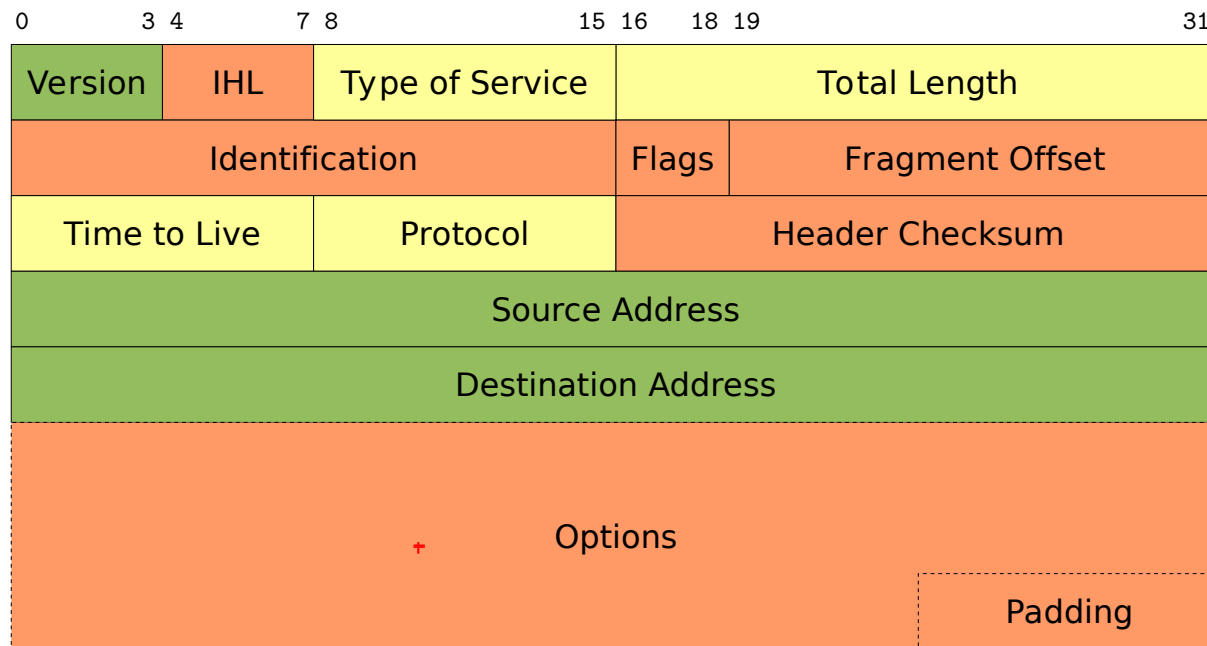 0 3 4 7 8 15 16 18 19 31
Version IHL Type of Service Total Length
Identification Flags Fragment Offset
Time to Live Protocol Header Checksum
Source Address
Destination Address
Options
Padding